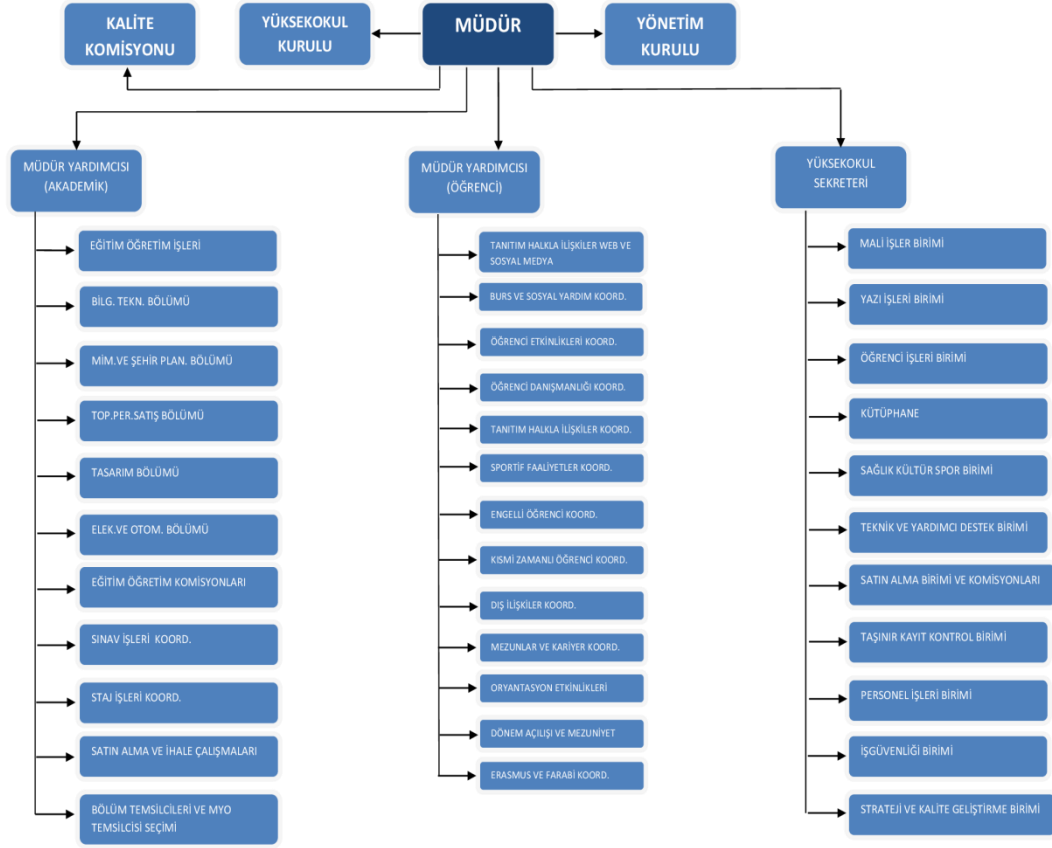 KALİTE
KOMİSYONU
YÜKSEKOKUL
KURULU
MÜDÜR
YÖNETİM
KURULU
MÜDÜR YARDIMCISI
(AKADEMİK)
EĞİTİM ÖĞRETİM İŞLERİ
BİLG. TEKN. BÖLÜMÜ
MİM.VE ŞEHİR PLAN. BÖLÜMÜ
TOP.PER.SATIŞ BÖLÜMÜ
TASARIM BÖLÜMÜ
ELEK.VE OTOM. BÖLÜMÜ
EĞİTİM ÖĞRETİM KOMİSYONLARI
SINAV İŞLERİ KOORD.
STAJ İŞLERİ KOORD.
SATIN ALMA VE İHALE ÇALIŞMALARI
BÖLÜM TEMSİLCİLERİ VE MYO
TEMSİLCİSİ SEÇİMİ
MÜDÜR YARDIMCISI
(ÖĞRENCİ)
TANITIM HALKLA İLİŞKİLER WEB VE
SOSYAL MEDYA
BURS VE SOSYAL YARDIM KOORD.
ÖĞRENCİ ETKİNLİKLERİ KOORD.
ÖĞRENCİ DANIŞMANLIĞI KOORD.
TANITIM HALKLA İLİŞKİLER KOORD.
SPORTİF FAALİYETLER KOORD.
ENGELLİ ÖĞRENCİ KOORD.
KISMİ ZAMANLI ÖĞRENCİ KOORD.
DIŞ İLİŞKİLER KOORD.
MEZUNLAR VE KARİYER KOORD.
ORYANTASYON ETKİNLİKLERİ
DÖNEM AÇILIŞI VE MEZUNİYET
ERASMUS VE FARABİ KOORD.
YÜKSEKOKUL
SEKRETERİ
MALİ İŞLER BİRİMİ
YAZI İŞLERİ BİRİMİ
ÖĞRENCİ İŞLERİ BİRİMİ
KÜTÜPHANE
SAĞLIK KÜLTÜR SPOR BİRİMİ
TEKNİK VE YARDIMCI DESTEK BİRİMİ
SATIN ALMA BİRİMİ VE KOMİSYONLARI
TAŞINIR KAYIT KONTROL BİRİMİ
PERSONEL İŞLERİ BİRİMİ
İŞGÜVENLİĞİ BİRİMİ
STRATEJİ VE KALİTE GELİŞTİRME BİRİMİ